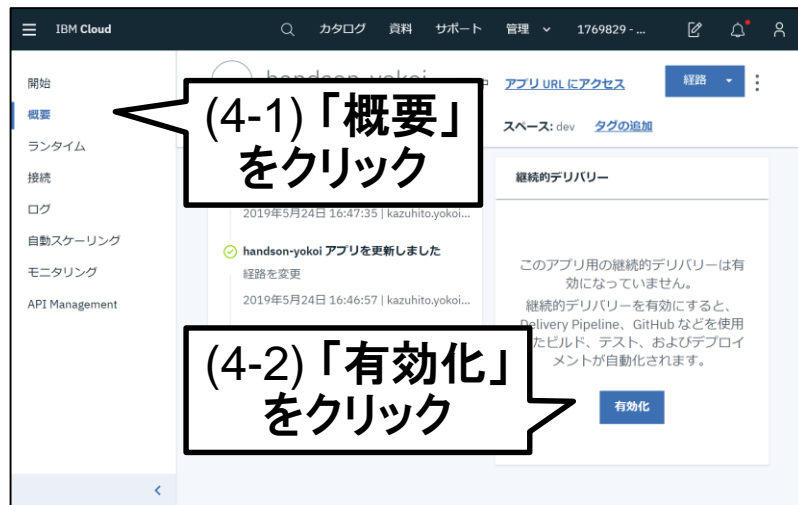 IBM Cloud
カタログ 資料 サポート 管理 1769829 - ...
開始
概要
ランタイム
接続
ログ
自動スケーリング
モニタリング
API Management
handson-yokoi
アプリ URL にアクセス
経路
スペース: dev タグの追加
(4-1)「概要」
をクリック
2019年5月24日 16:47:35 | kazuhito.yokoi...
handson-yokoi アプリを更新しました
経路を変更
2019年5月24日 16:46:57 | kazuhito.yokoi...
継続的デリバリー
このアプリ用の継続的デリバリーは有
効になっていません。
継続的デリバリーを有効にすると、
Delivery Pipeline、GitHub などを使用
たビルド、テスト、およびデプロイ
メントが自動化されます。
有効化
(4-2)「有効化」
をクリック